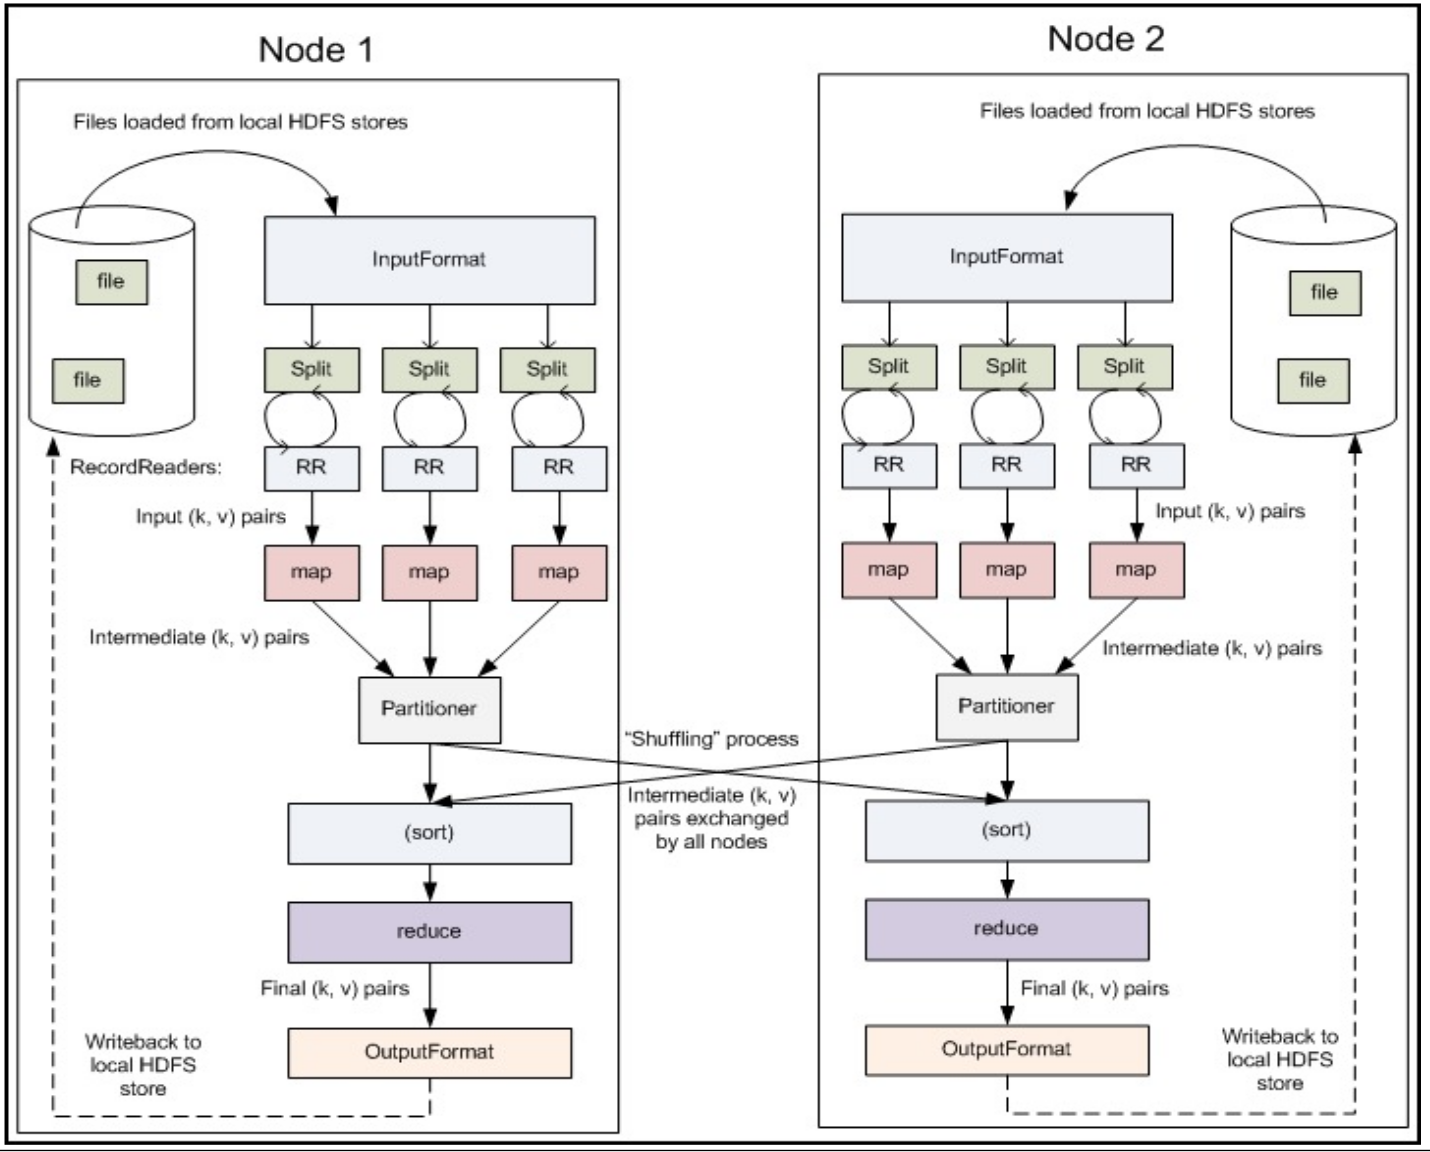 Node 1
Files loaded from local HDFS stores
InputFormat
file
file
Split
Split
Split
RecordReaders:
RR
RR
RR
Input (k, v) pairs
map
map
map
Intermediate (k, v) pairs
Partitioner
(sort)
reduce
Final (k, v) pairs
OutputFormat
Writeback to
local HDFS
store
“Shuffling” process
Intermediate (k, v)
pairs exchanged
by all nodes
Node 2
Files loaded from local HDFS stores
InputFormat
file
file
Split
Split
Split
RR
RR
RR
Input (k, v) pairs
map
map
map
Intermediate (k, v) pairs
Partitioner
(sort)
reduce
Final (k, v) pairs
OutputFormat
Writeback to
local HDFS
store